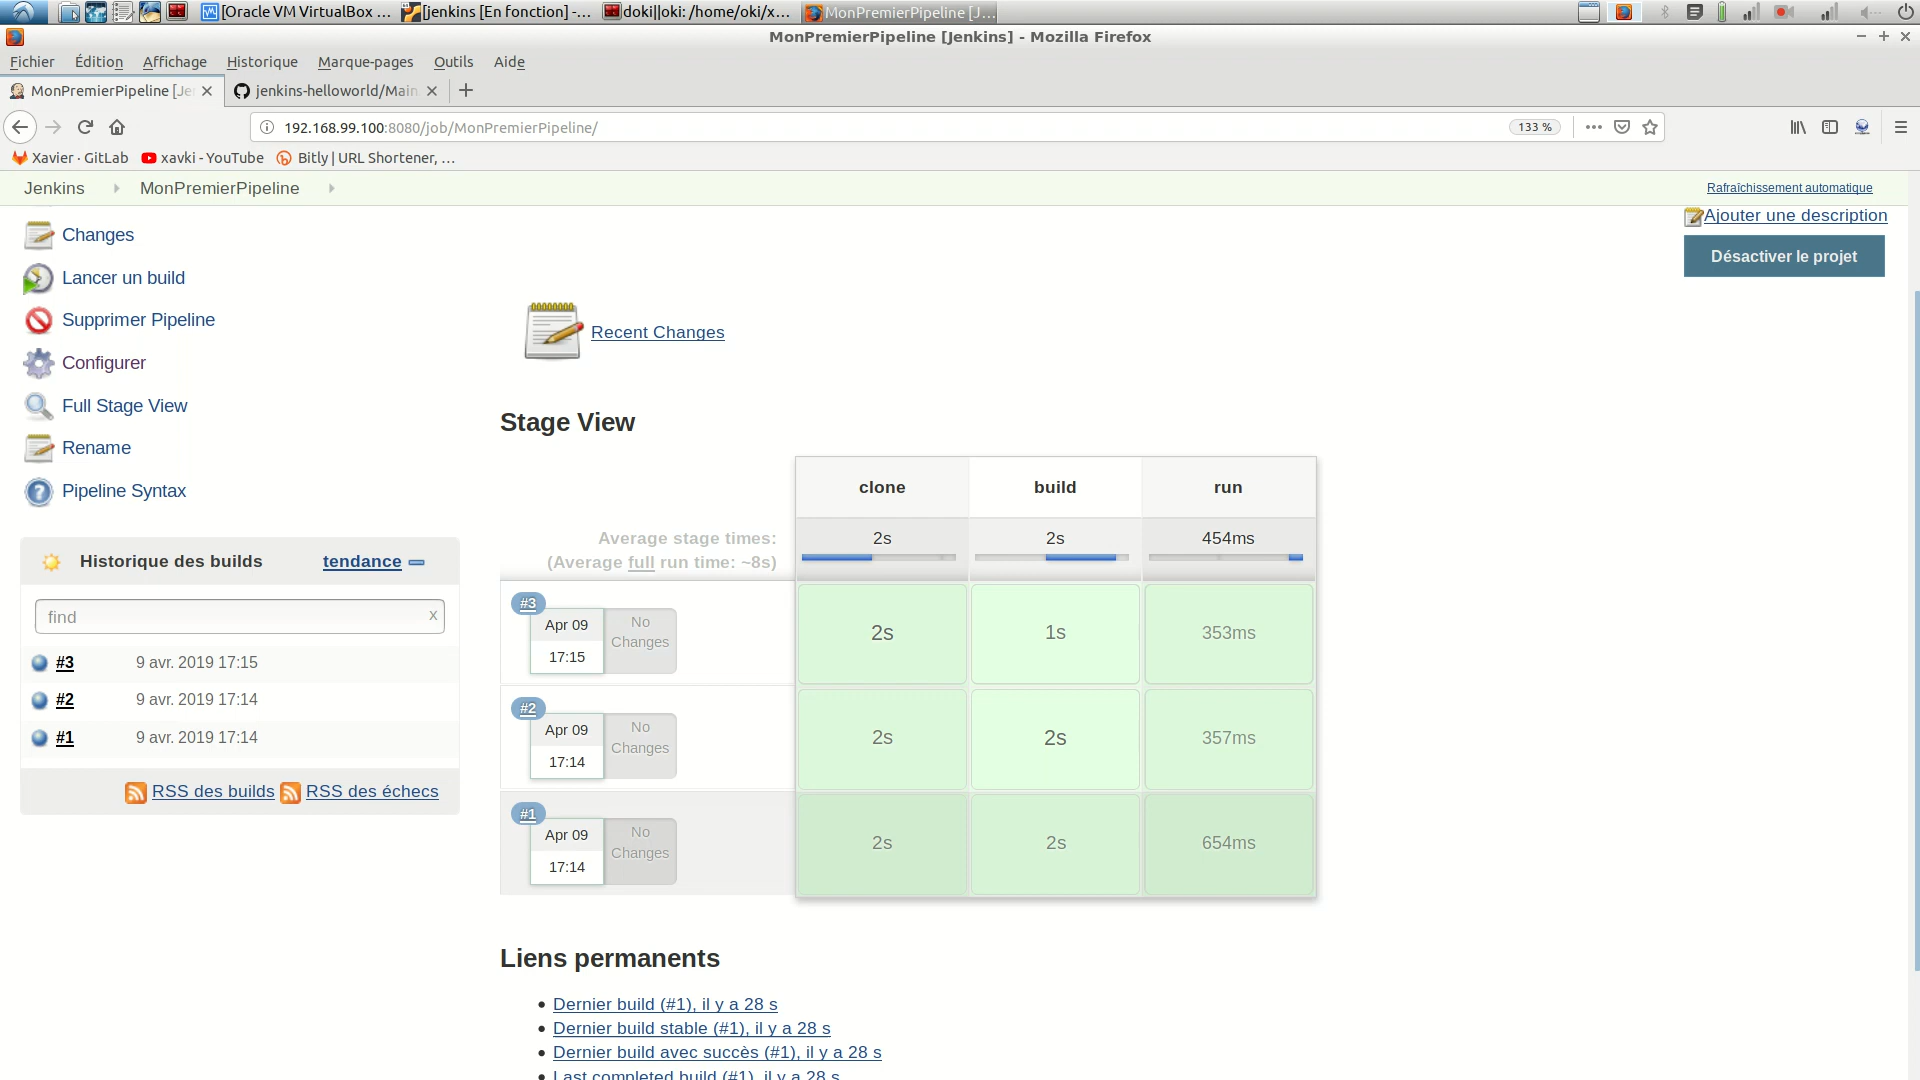 [Oracle VM VirtualBox ... [jenkins [En fonction] -... doki||oki: /home/oki/x... MonPremierPipeline [J...
MonPremierPipeline [Jenkins] - Mozilla Firefox
Fichier Édition Affichage Historique Marque-pages Outils Aide
MonPremierPipeline [Je jenkins-helloworld/Main
192.168.99.100:8080/job/MonPremierPipeline/ 133 %
Xavier · GitLab xavki - YouTube Bitly | URL Shortener, ...
Jenkins MonPremierPipeline Rafraîchissement automatique
Ajouter une description
Désactiver le projet
Changes
Lancer un build
Supprimer Pipeline
Configurer
Full Stage View
Rename
Pipeline Syntax
Historique des builds tendance
find x
#3 9 avr. 2019 17:15
#2 9 avr. 2019 17:14
#1 9 avr. 2019 17:14
RSS des builds RSS des échecs
Recent Changes
Stage View
clone build run
Average stage times: 2s 2s 454ms
(Average full run time: ~8s)
#3
Apr 09 No
Changes
17:15
2s 1s 353ms
#2
Apr 09 No
Changes
17:14
2s 2s 357ms
#1
Apr 09 No
Changes
17:14
2s 2s 654ms
Liens permanents
Dernier build (#1), il y a 28 s
Dernier build stable (#1), il y a 28 s
Dernier build avec succès (#1), il y a 28 s
Last completed build (#1), il y a 28 s